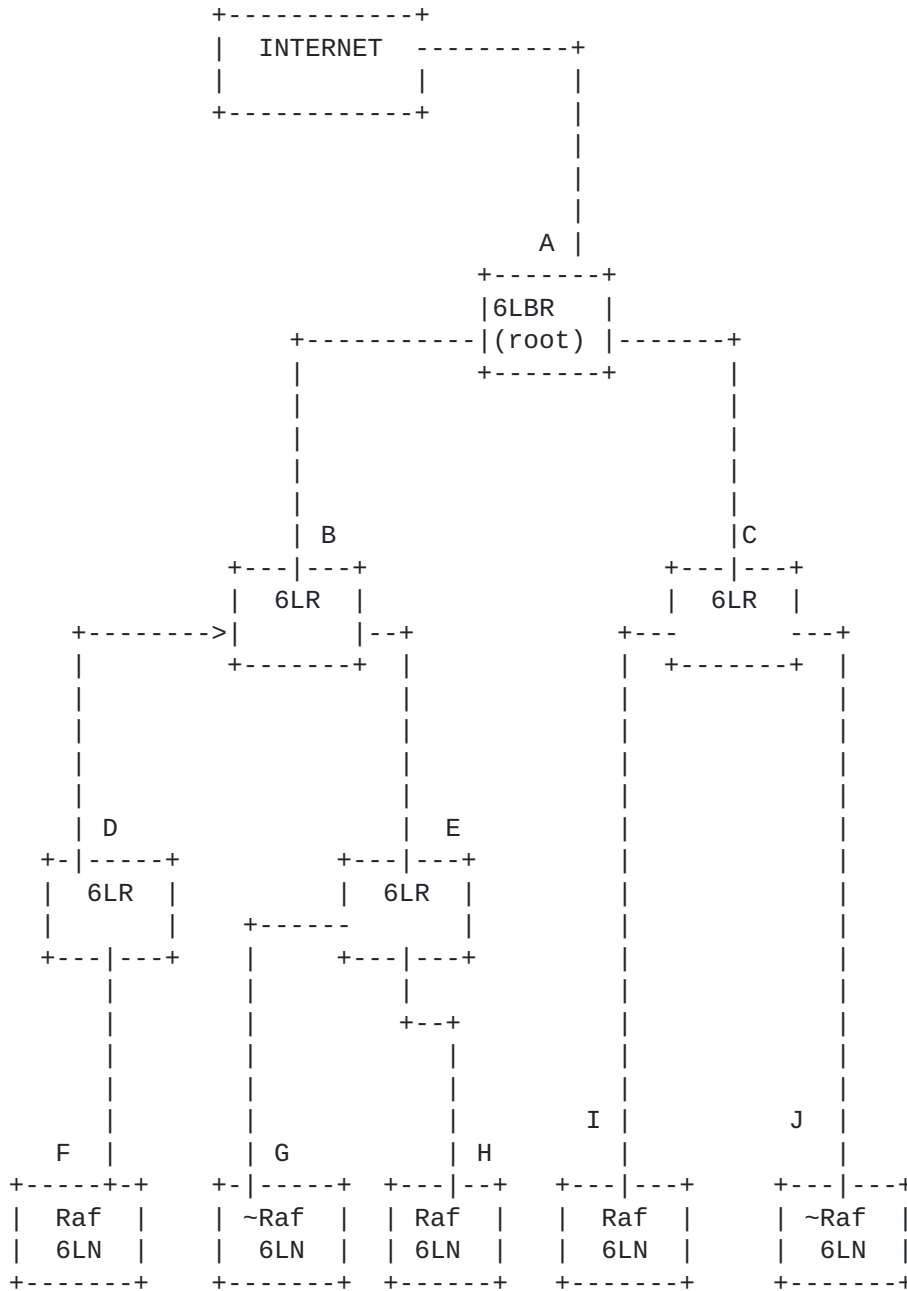 INTERNET
A
6LBR
(root)
B C
6LR 6LR
D E
6LR 6LR
I J
F G H
Raf ~Raf Raf Raf ~Raf
6LN 6LN 6LN 6LN 6LN